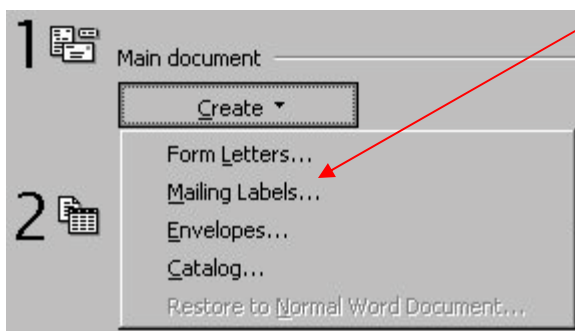 1 Main document
Create
Form Letters...
Mailing Labels...
2
Envelopes...
Catalog...
Restore to Normal Word Document...